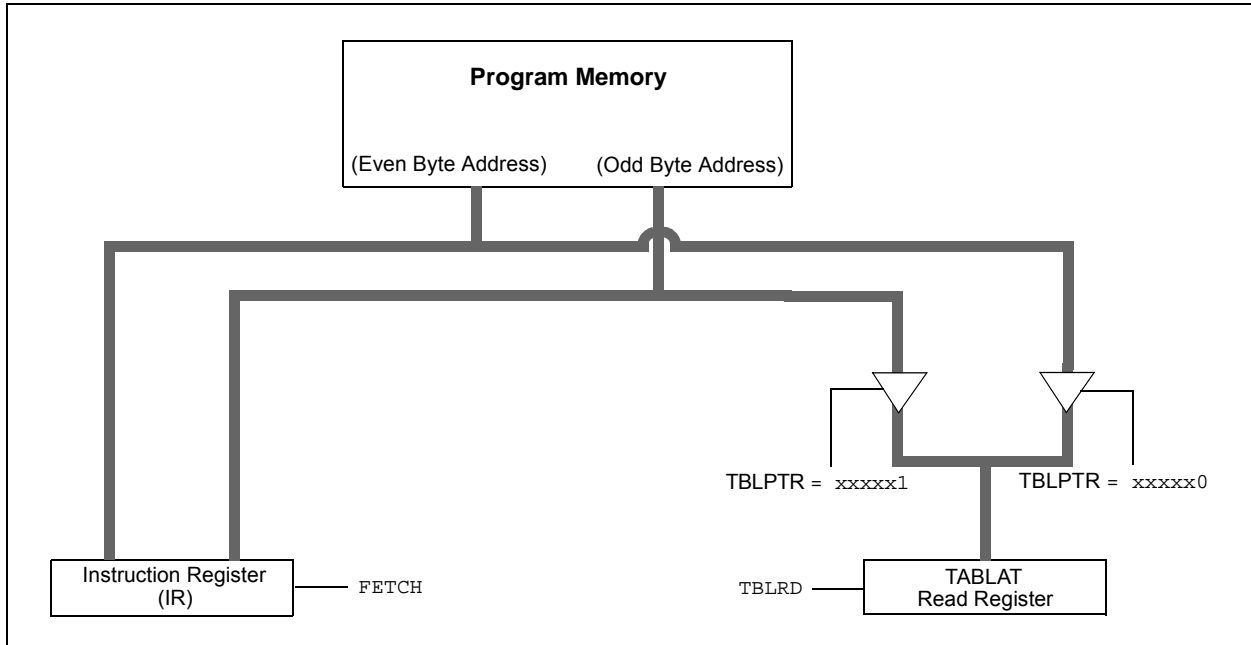 Program Memory
(Even Byte Address) (Odd Byte Address)
TBLPTR = xxxxx1 TBLPTR = xxxxx0
Instruction Register
(IR)
FETCH
TBLRD
TABLAT
Read Register